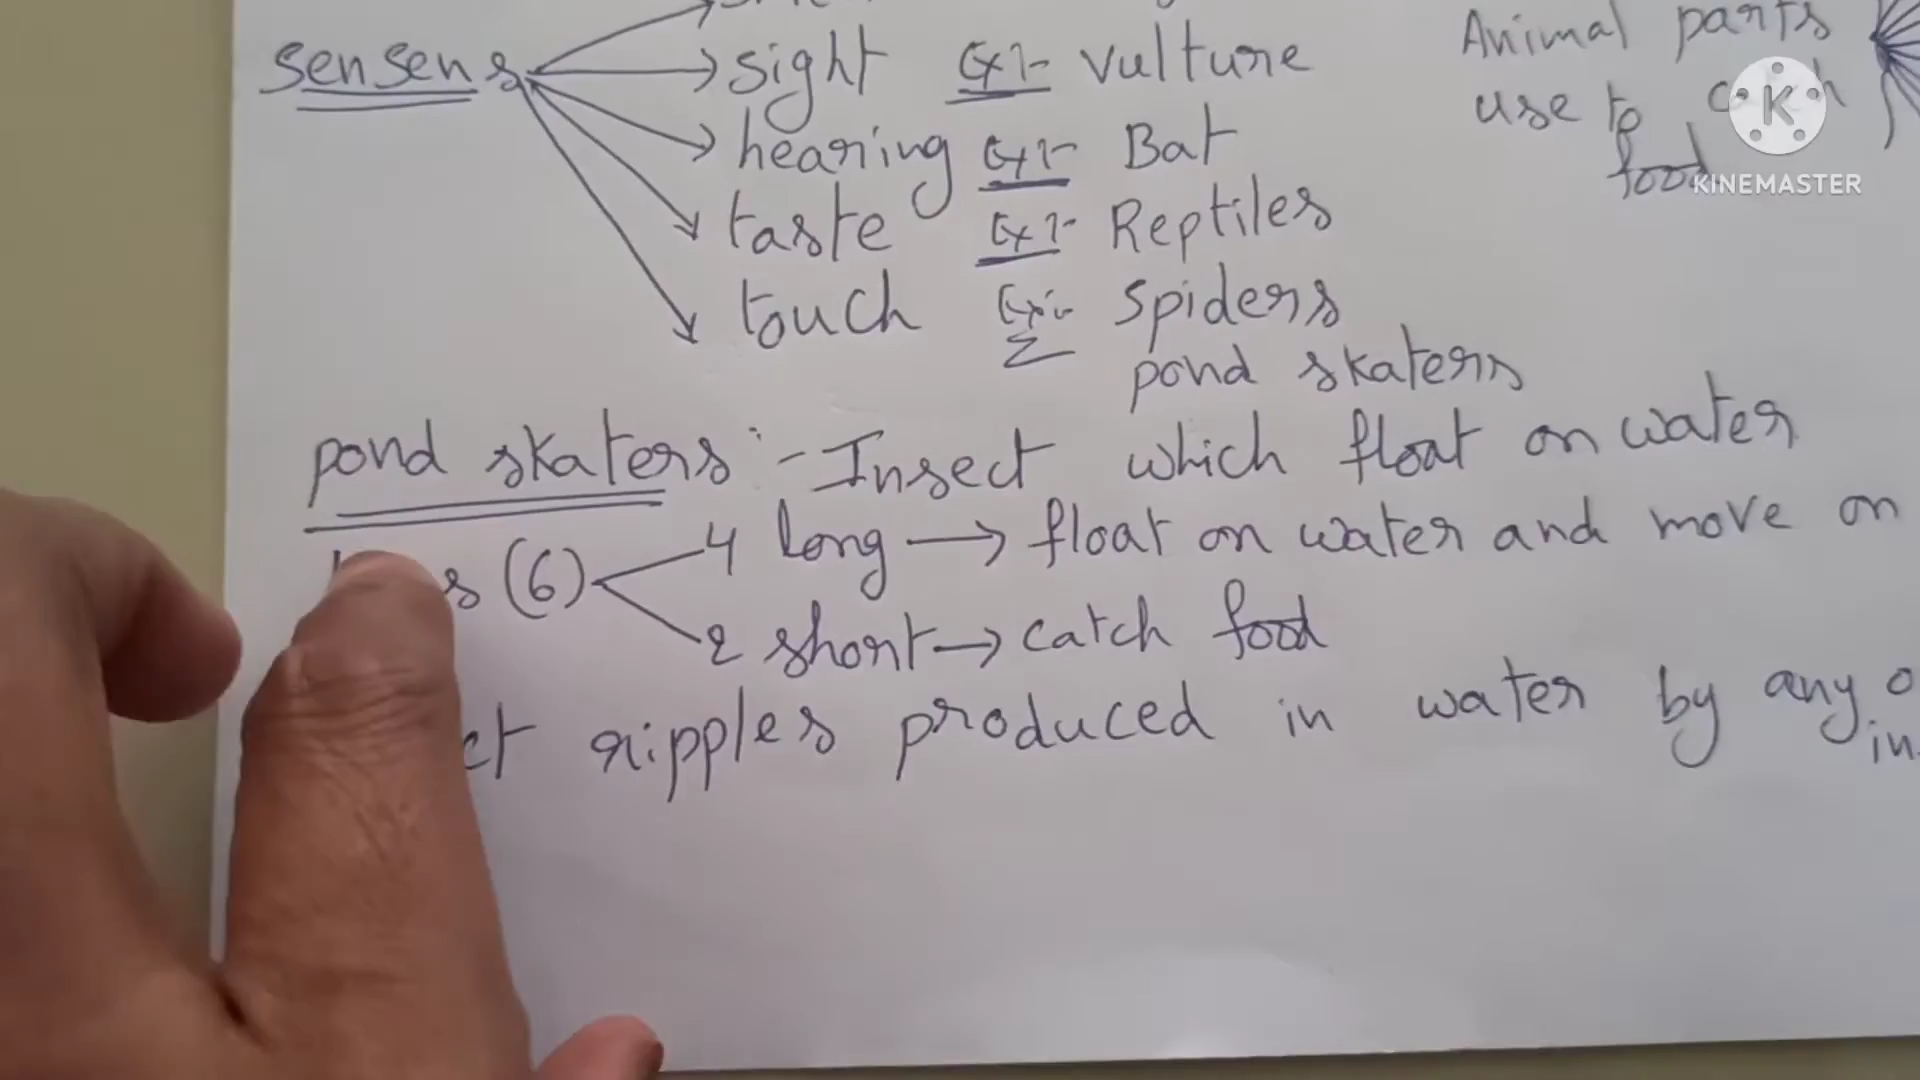 sensens
sight Ex:- vulture
hearing Ex:- Bat
taste Ex:- Reptiles
touch Ex:- spiders
pond skaters
Animal parts
use to
food
KINEMASTER
pond skaters :- Insect which float on water
(6) 4 long → float on water and move on
2 short → catch food
ripples produced in water by any